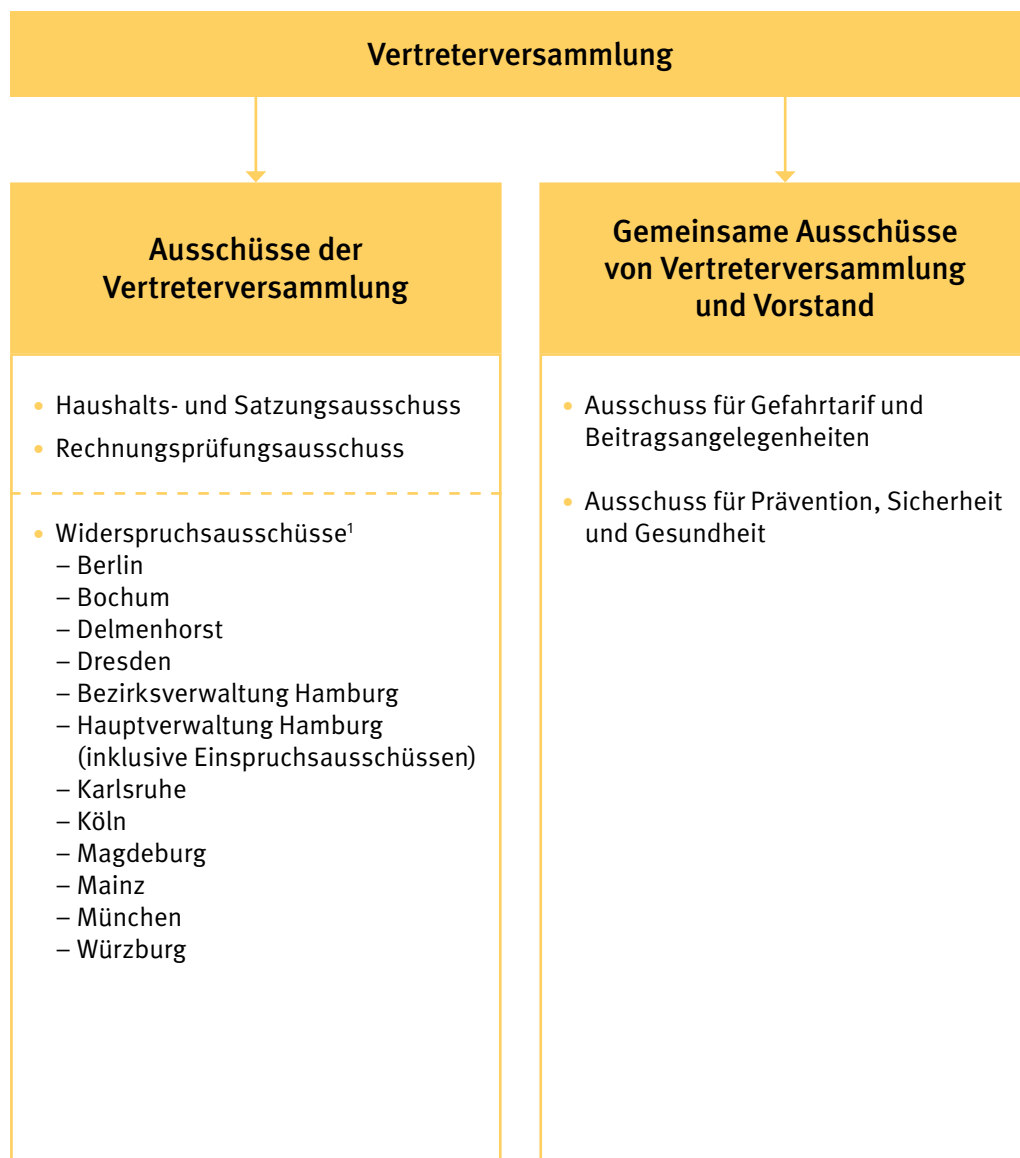 Vertreterversammlung
Ausschüsse der
Vertreterversammlung
• Haushalts- und Satzungsausschuss
• Rechnungsprüfungsausschuss
• Widerspruchsausschüsse¹
– Berlin
– Bochum
– Delmenhorst
– Dresden
– Bezirksverwaltung Hamburg
– Hauptverwaltung Hamburg
(inklusive Einspruchsausschüssen)
– Karlsruhe
– Köln
– Magdeburg
– Mainz
– München
– Würzburg
Gemeinsame Ausschüsse
von Vertreterversammlung
und Vorstand
• Ausschuss für Gefahrtarif und
Beitragsangelegenheiten
• Ausschuss für Prävention, Sicherheit
und Gesundheit